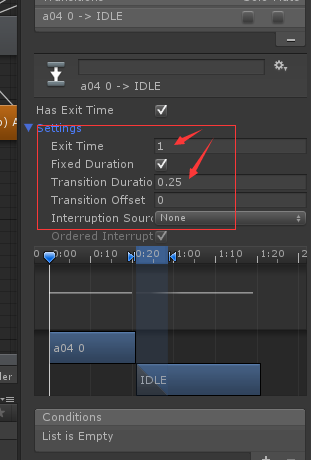 a04 0 -> IDLE
a04 0 -> IDLE
Has Exit Time
Settings
Exit Time 1
Fixed Duration
Transition Duratio 0.25
Transition Offset 0
Interruption Sourc None
Ordered Interrupt
0:00 0:10 0:20 1:00 1:10 1:20
a04 0
IDLE
Conditions
List is Empty